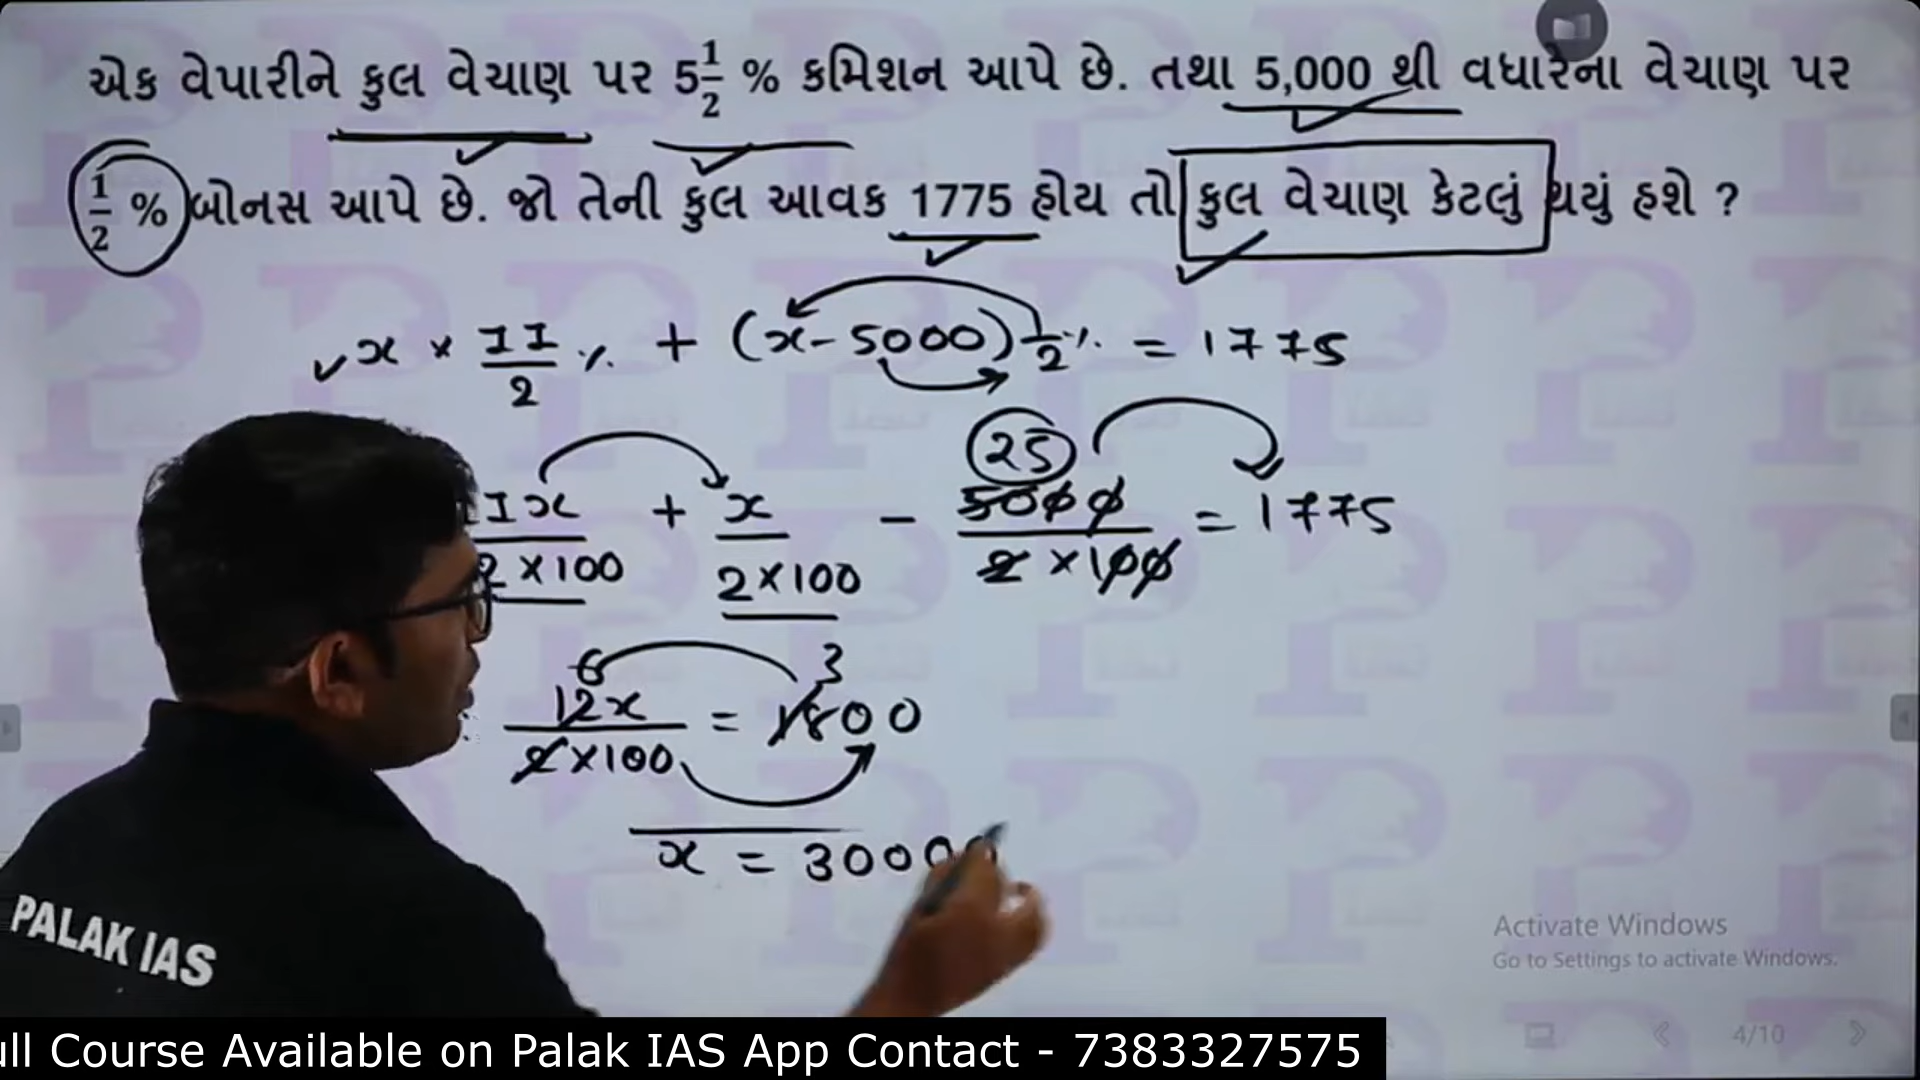 એક વેપારીને કુલ વેચાણ પર 5 1/2 % કમિશન આપે છે. તથા 5,000 થી વધારેના વેચાણ પર
1/2 % બોનસ આપે છે. જો તેની કુલ આવક 1775 હોય તો કુલ વેચાણ કેટલું થયું હશે ?
x × 11/2 % + (x - 5000) 1/2 % = 1775
25
1x/2×100 + x/2×100 - 5000/2×100 = 1775
6 3
12x/2×100 = 1800
x = 30000
PALAK IAS
Activate Windows
Go to Settings to activate Windows.
4/10
ull Course Available on Palak IAS App Contact - 7383327575